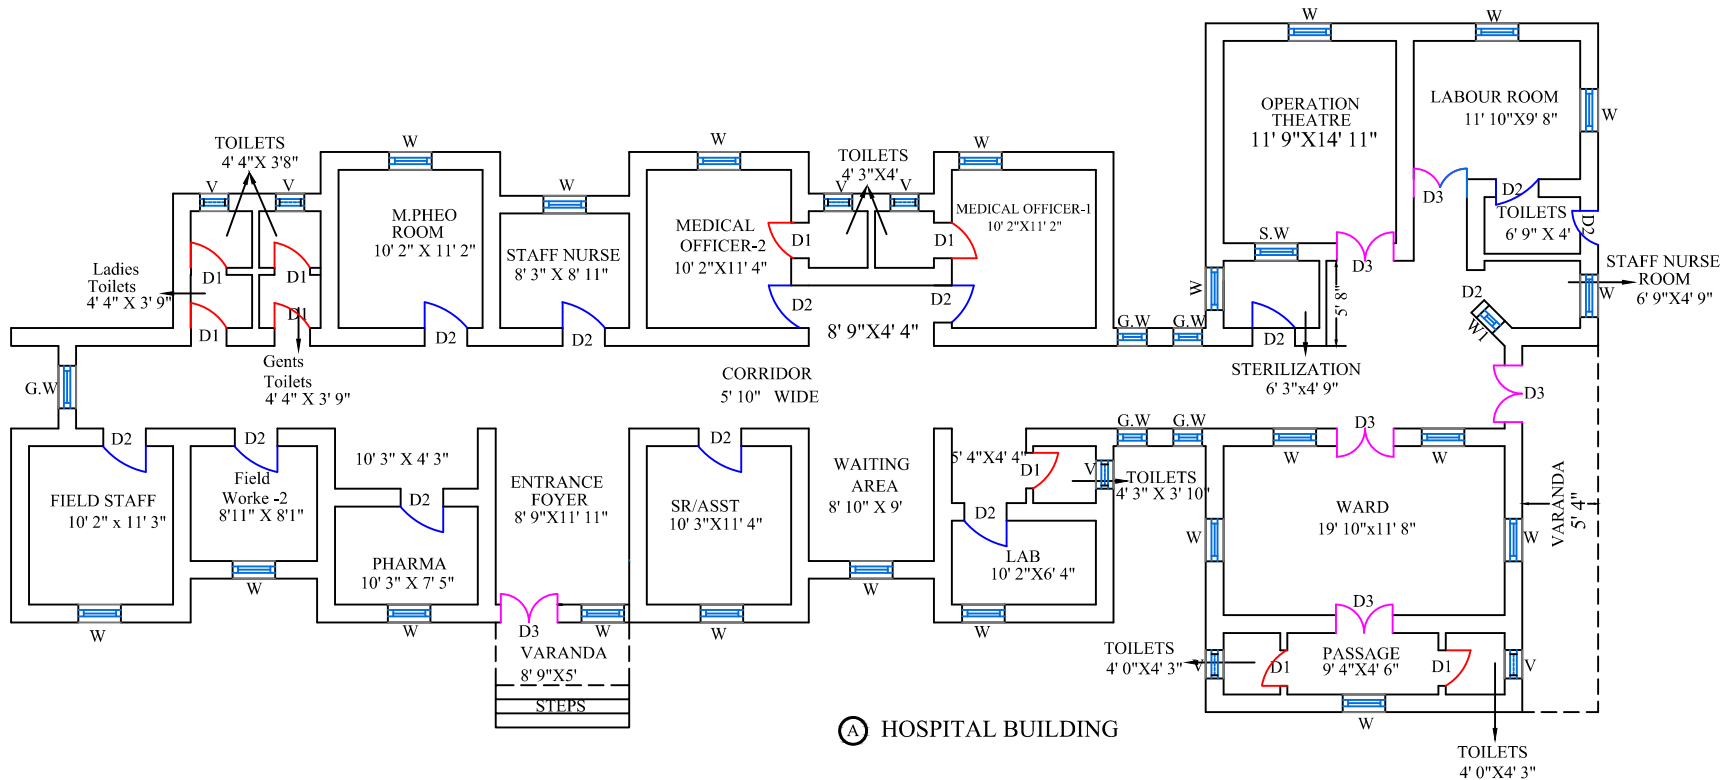 W
W
OPERATION
THEATRE
11' 9"X14' 11"
LABOUR ROOM
11' 10"X9' 8"
W
TOILETS
4' 4"X 3'8"
V
V
W
M.PHEO
ROOM
10' 2" X 11' 2"
W
STAFF NURSE
8' 3" X 8' 11"
W
MEDICAL
OFFICER-2
10' 2"X11' 4"
TOILETS
4' 3"X4'
V
V
W
MEDICAL OFFICER-1
10' 2"X11' 2"
D1
D1
D2
D2
8' 9"X4' 4"
S.W
D3
D3
D2
TOILETS
6' 9" X 4'
D2
STAFF NURSE
ROOM
6' 9"X4' 9"
W
W
D2
W1
5' 8"
Ladies
Toilets
4' 4" X 3' 9"
D1
D1
D1
D1
D2
D2
G.W
G.W
D2
STERILIZATION
6' 3"x4' 9"
Gents
Toilets
4' 4" X 3' 9"
CORRIDOR
5' 10" WIDE
G.W
D3
G.W
G.W
D2
D2
D2
D3
FIELD STAFF
10' 2" x 11' 3"
Field
Worke -2
8'11" X 8'1"
10' 3" X 4' 3"
D2
PHARMA
10' 3" X 7' 5"
ENTRANCE
FOYER
8' 9"X11' 11"
SR/ASST
10' 3"X11' 4"
WAITING
AREA
8' 10" X 9'
5' 4"X4' 4"
D1
V
TOILETS
4' 3" X 3' 10"
D2
LAB
10' 2"X6' 4"
W
W
WARD
19' 10"x11' 8"
W
W
VARANDA
5' 4"
W
W
W
D3
W
W
W
W
VARANDA
8' 9"X5'
STEPS
D3
TOILETS
4' 0"X4' 3"
V
D1
PASSAGE
9' 4"X4' 6"
D1
V
W
TOILETS
4' 0"X4' 3"
A HOSPITAL BUILDING